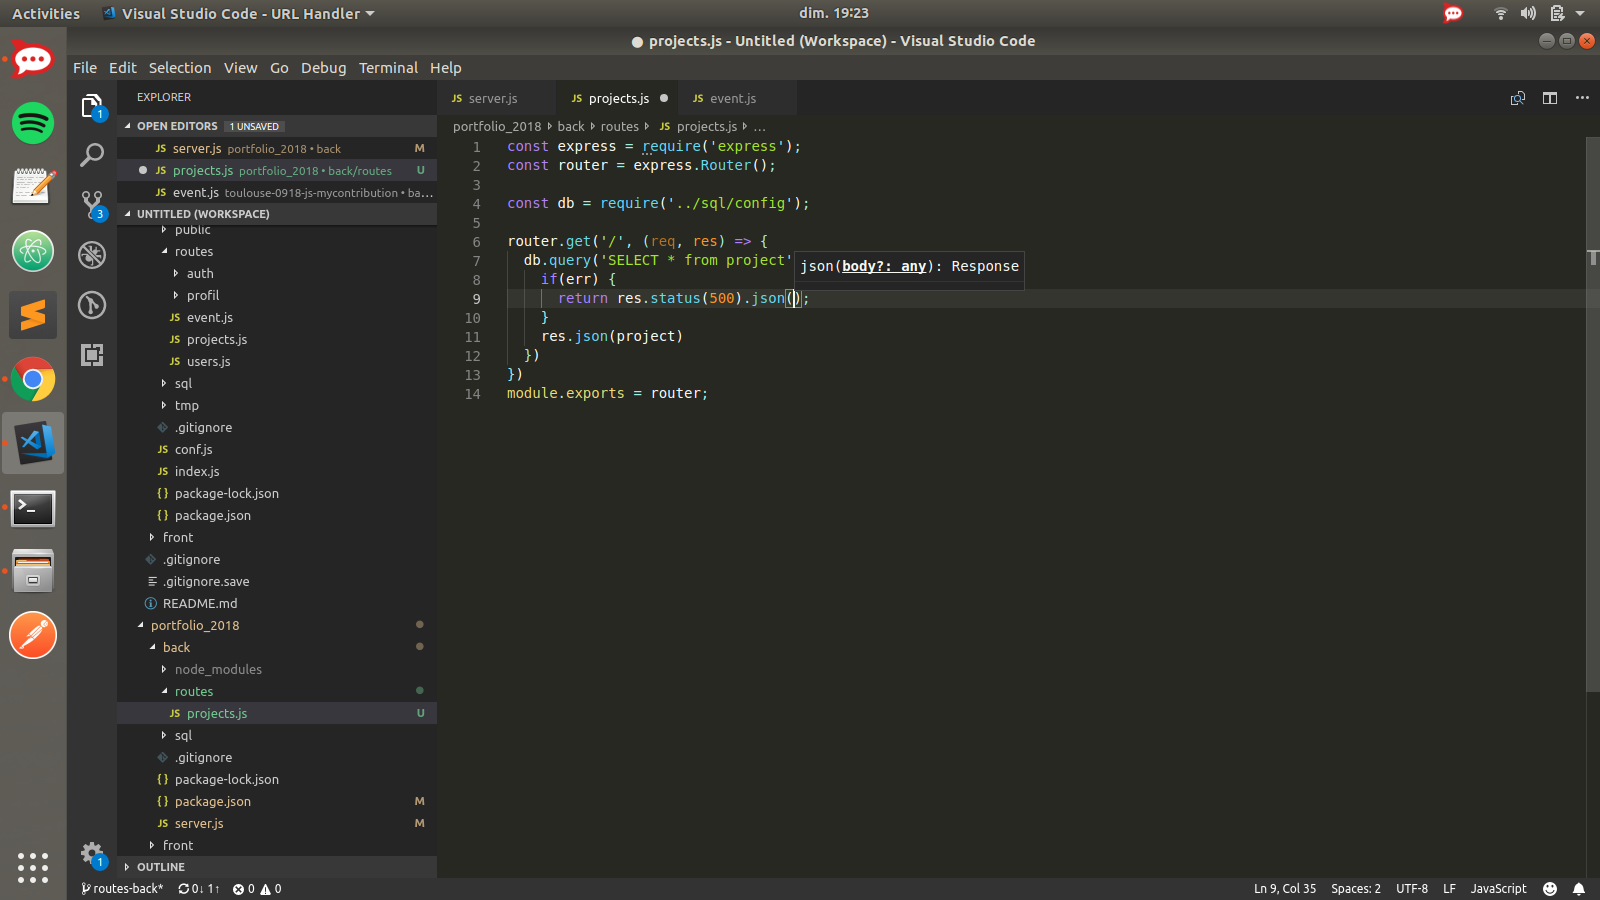 Activities
Visual Studio Code - URL Handler
dim. 19:23
projects.js - Untitled (Workspace) - Visual Studio Code
File Edit Selection View Go Debug Terminal Help
EXPLORER
OPEN EDITORS 1 UNSAVED
JS server.js portfolio_2018 • back M
JS projects.js portfolio_2018 • back/routes U
JS event.js toulouse-0918-js-mycontribution • ba...
UNTITLED (WORKSPACE)
public
routes
auth
profil
JS event.js
JS projects.js
JS users.js
sql
tmp
.gitignore
JS conf.js
JS index.js
{} package-lock.json
{} package.json
front
.gitignore
.gitignore.save
README.md
portfolio_2018
back
node_modules
routes
JS projects.js U
sql
.gitignore
{} package-lock.json
{} package.json M
JS server.js M
front
OUTLINE
1
3
1
JS server.js JS projects.js JS event.js
portfolio_2018 back routes JS projects.js ...
1 const express = require('express');
2 const router = express.Router();
3
4 const db = require('../sql/config');
5
6 router.get('/', (req, res) => {
7 db.query('SELECT * from project'
json(body?: any): Response
8 if(err) {
9 return res.status(500).json();
10 }
11 res.json(project)
12 })
13 })
14 module.exports = router;
routes-back* 0↓ 1↑ 0 0
Ln 9, Col 35 Spaces: 2 UTF-8 LF JavaScript